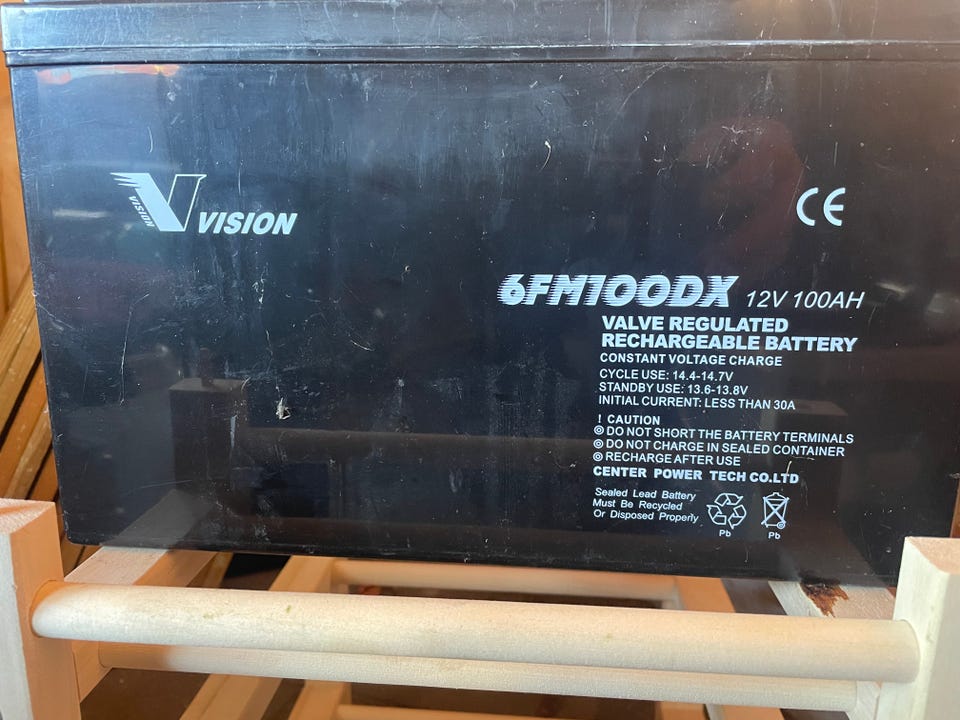 VISION
VISION
CE
6FM100DX 12V 100AH
VALVE REGULATED
RECHARGEABLE BATTERY
CONSTANT VOLTAGE CHARGE
CYCLE USE: 14.4-14.7V
STANDBY USE: 13.6-13.8V
INITIAL CURRENT: LESS THAN 30A
! CAUTION
◎ DO NOT SHORT THE BATTERY TERMINALS
◎ DO NOT CHARGE IN SEALED CONTAINER
◎ RECHARGE AFTER USE
CENTER POWER TECH CO.LTD
Sealed Lead Battery
Must Be Recycled
Or Disposed Properly
Pb Pb